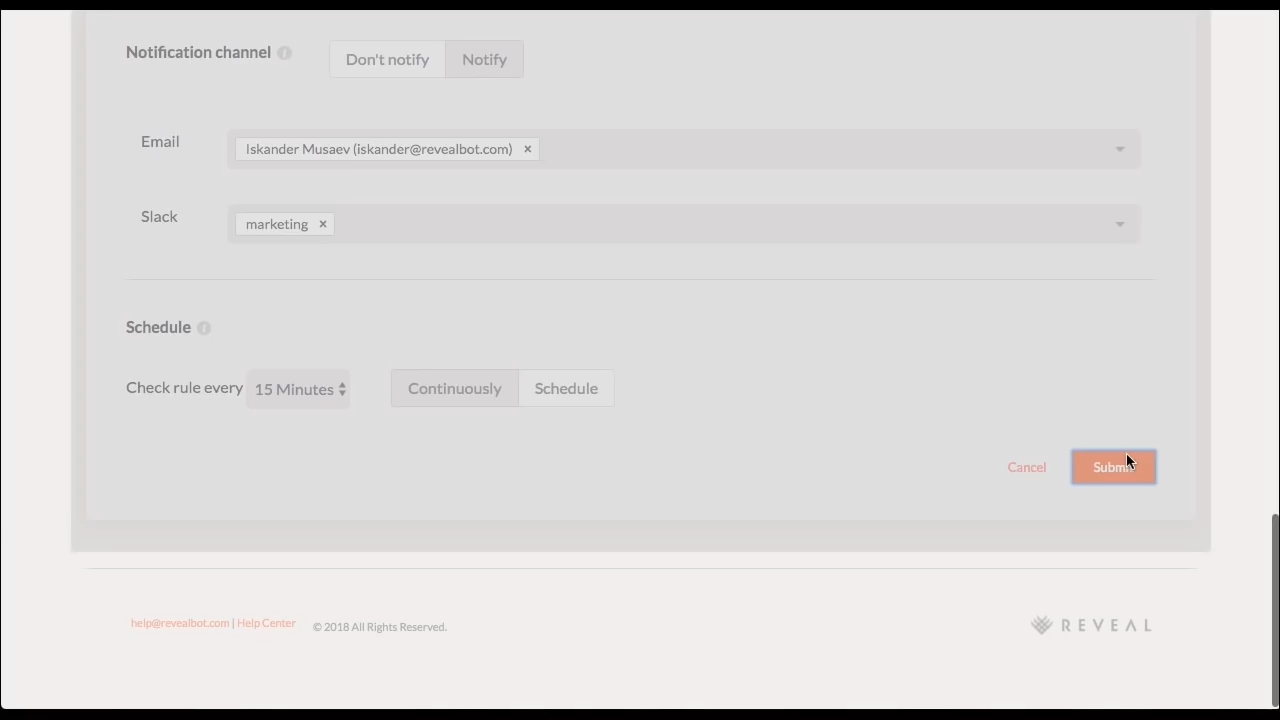 Notification channel
Don't notify
Notify
Email
Iskander Musaev (iskander@revealbot.com) ×
Slack
marketing ×
Schedule
Check rule every 15 Minutes
Continuously
Schedule
Cancel
help@revealbot.com | Help Center
© 2018 All Rights Reserved.
REVEAL